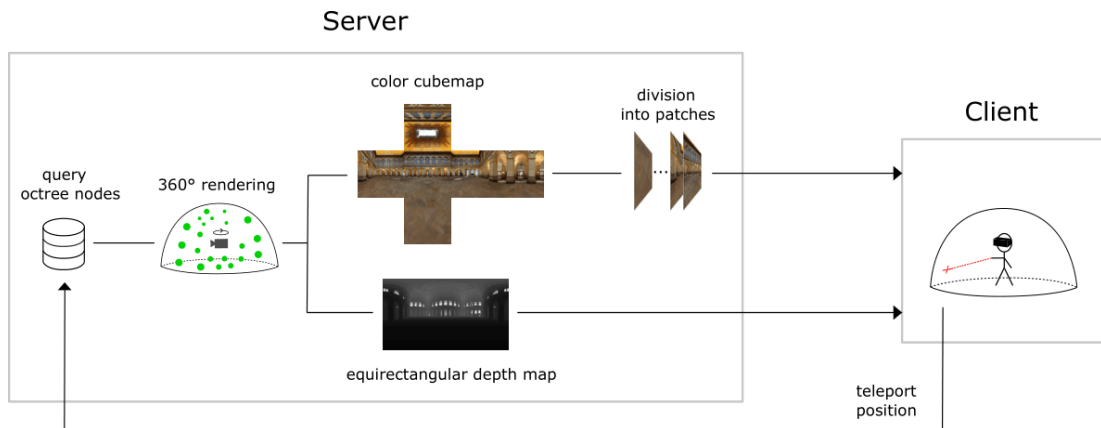 Server
color cubemap
division
into patches
Client
query
octree nodes
360° rendering
equirectangular depth map
teleport
position